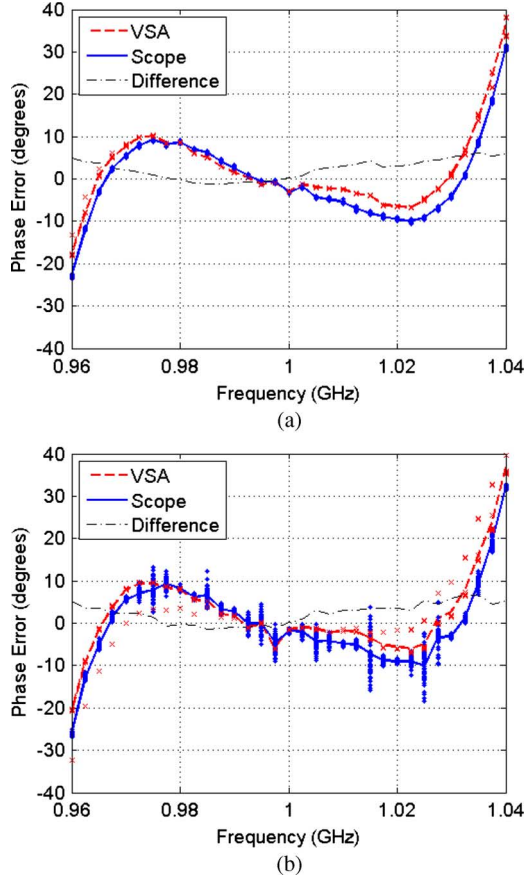 40
30
20
10
0
-10
-20
-30
-40
Phase Error (degrees)
VSA
Scope
Difference
0.96
0.98
1
1.02
1.04
Frequency (GHz)
(a)
40
30
20
10
0
-10
-20
-30
-40
Phase Error (degrees)
VSA
Scope
Difference
0.96
0.98
1
1.02
1.04
Frequency (GHz)
(b)